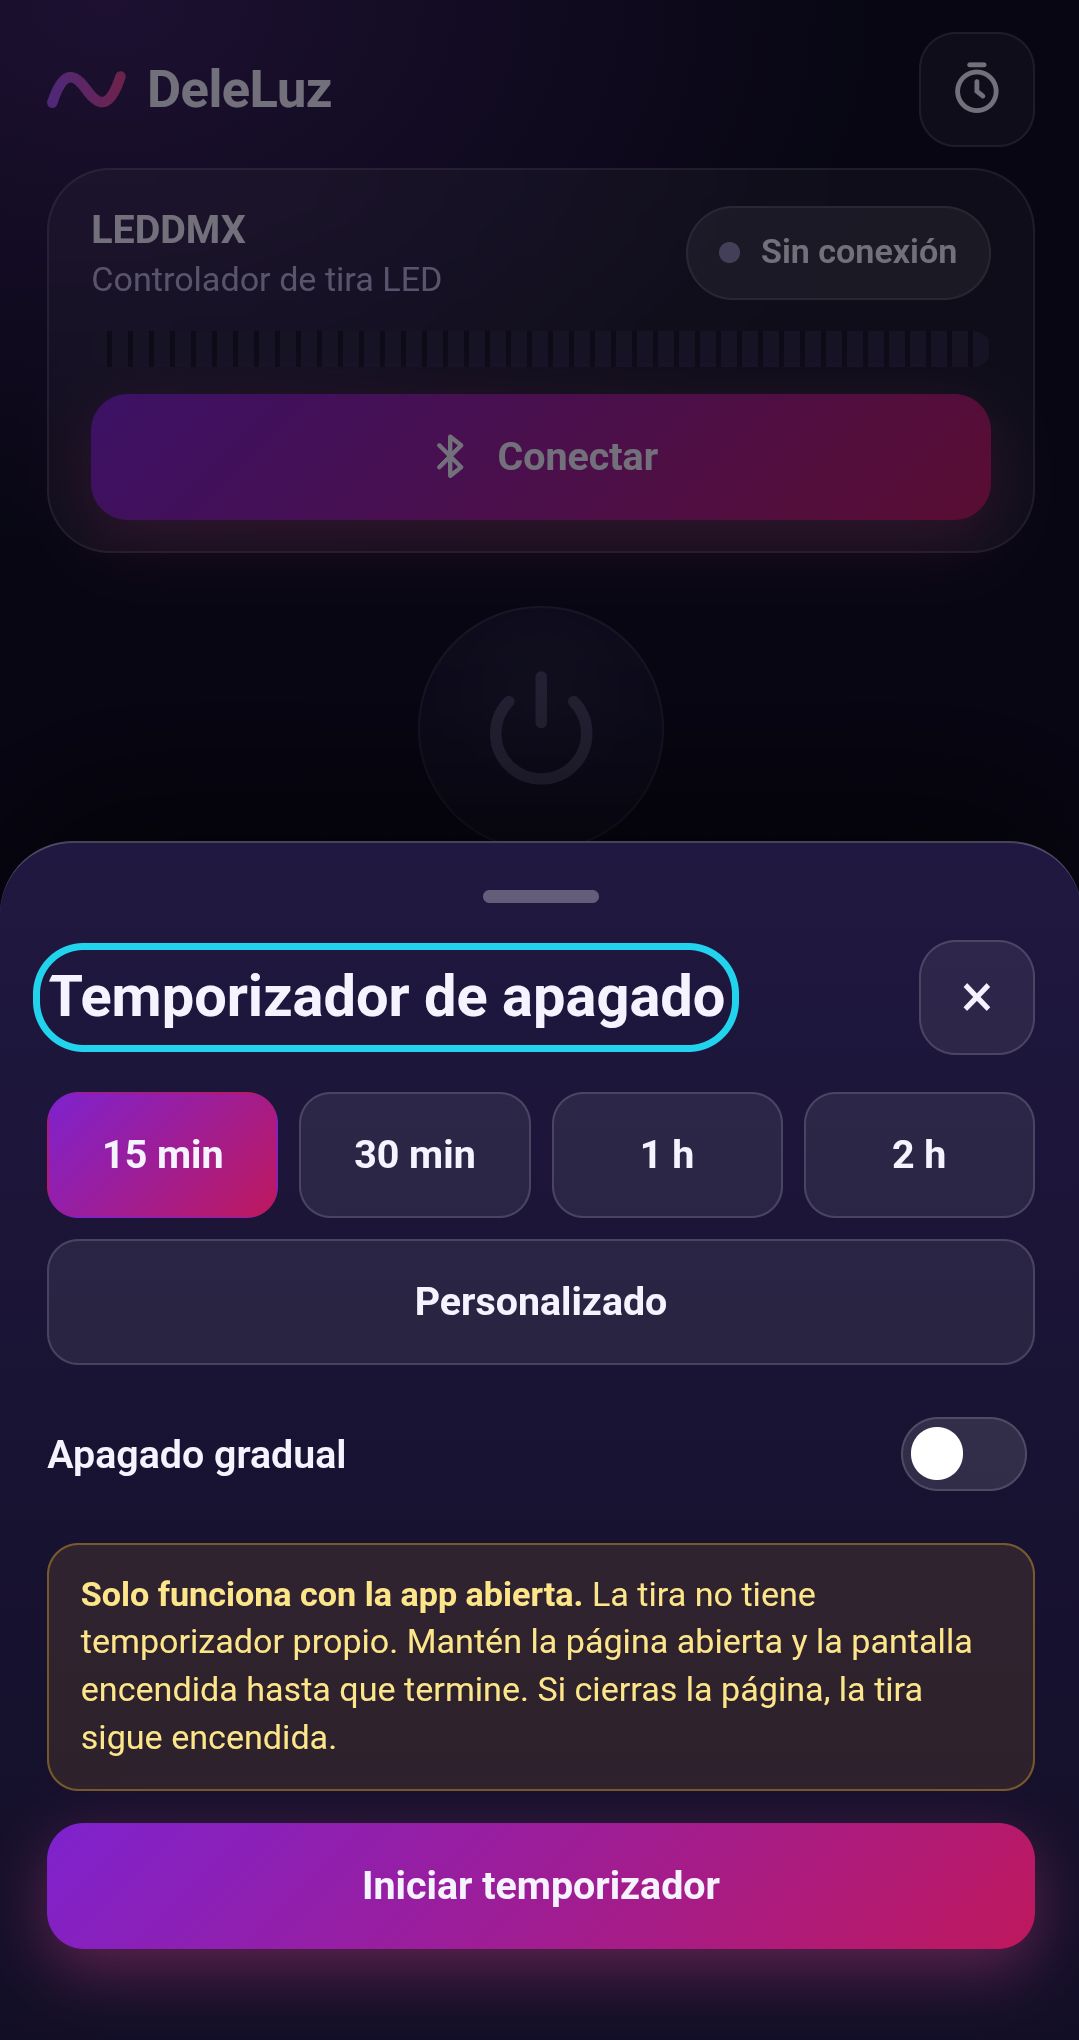 DeleLuz
LEDDMX
Controlador de tira LED
Sin conexión
Conectar
Temporizador de apagado
15 min
30 min
1 h
2 h
Personalizado
Apagado gradual
Solo funciona con la app abierta. La tira no tiene
temporizador propio. Mantén la página abierta y la pantalla
encendida hasta que termine. Si cierras la página, la tira
sigue encendida.
Iniciar temporizador